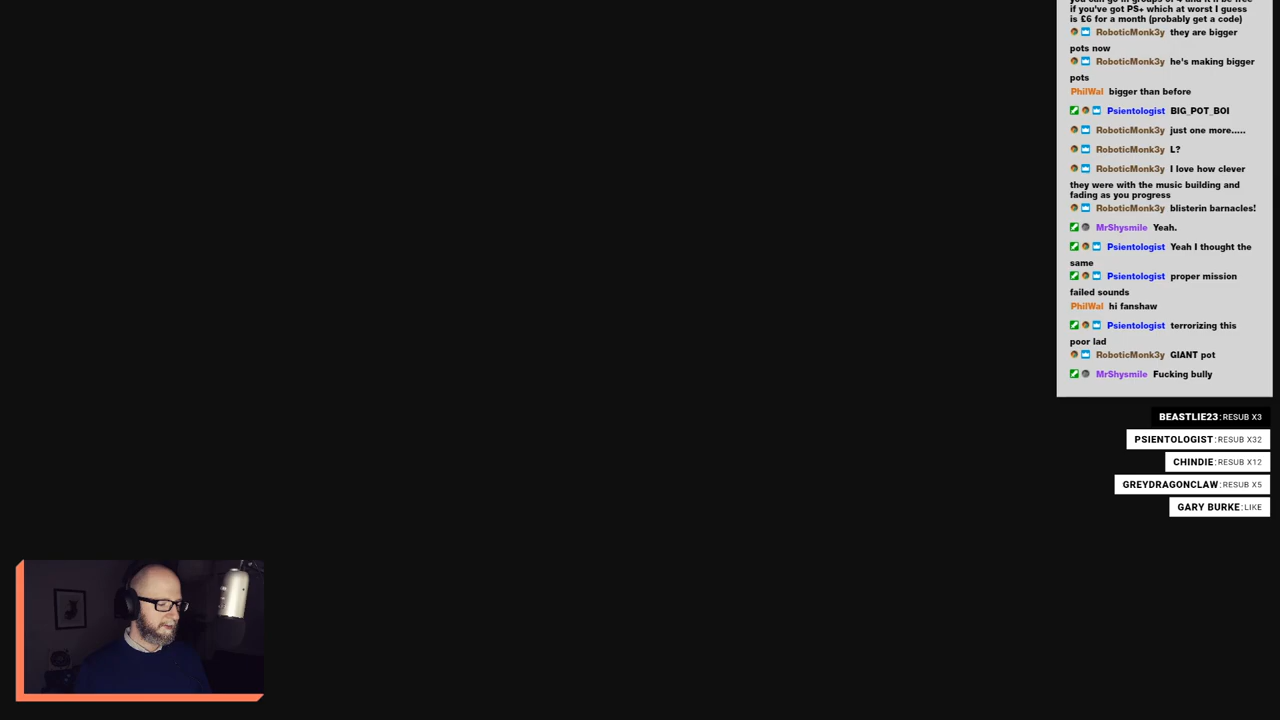 if you've got PS+ which at worst I guess
is £6 for a month (probably get a code)
RoboticMonk3y they are bigger
pots now
RoboticMonk3y he's making bigger
pots
PhilWal bigger than before
Psientologist BIG_POT_BOI
RoboticMonk3y just one more.....
RoboticMonk3y L?
RoboticMonk3y I love how clever
they were with the music building and
fading as you progress
RoboticMonk3y blisterin barnacles!
MrShysmile Yeah.
Psientologist Yeah I thought the
same
Psientologist proper mission
failed sounds
PhilWal hi fanshaw
Psientologist terrorizing this
poor lad
RoboticMonk3y GIANT pot
MrShysmile Fucking bully
BEASTLIE23:RESUB X3
PSIENTOLOGIST:RESUB X32
CHINDIE:RESUB X12
GREYDRAGONCLAW:RESUB X5
GARY BURKE:LIKE